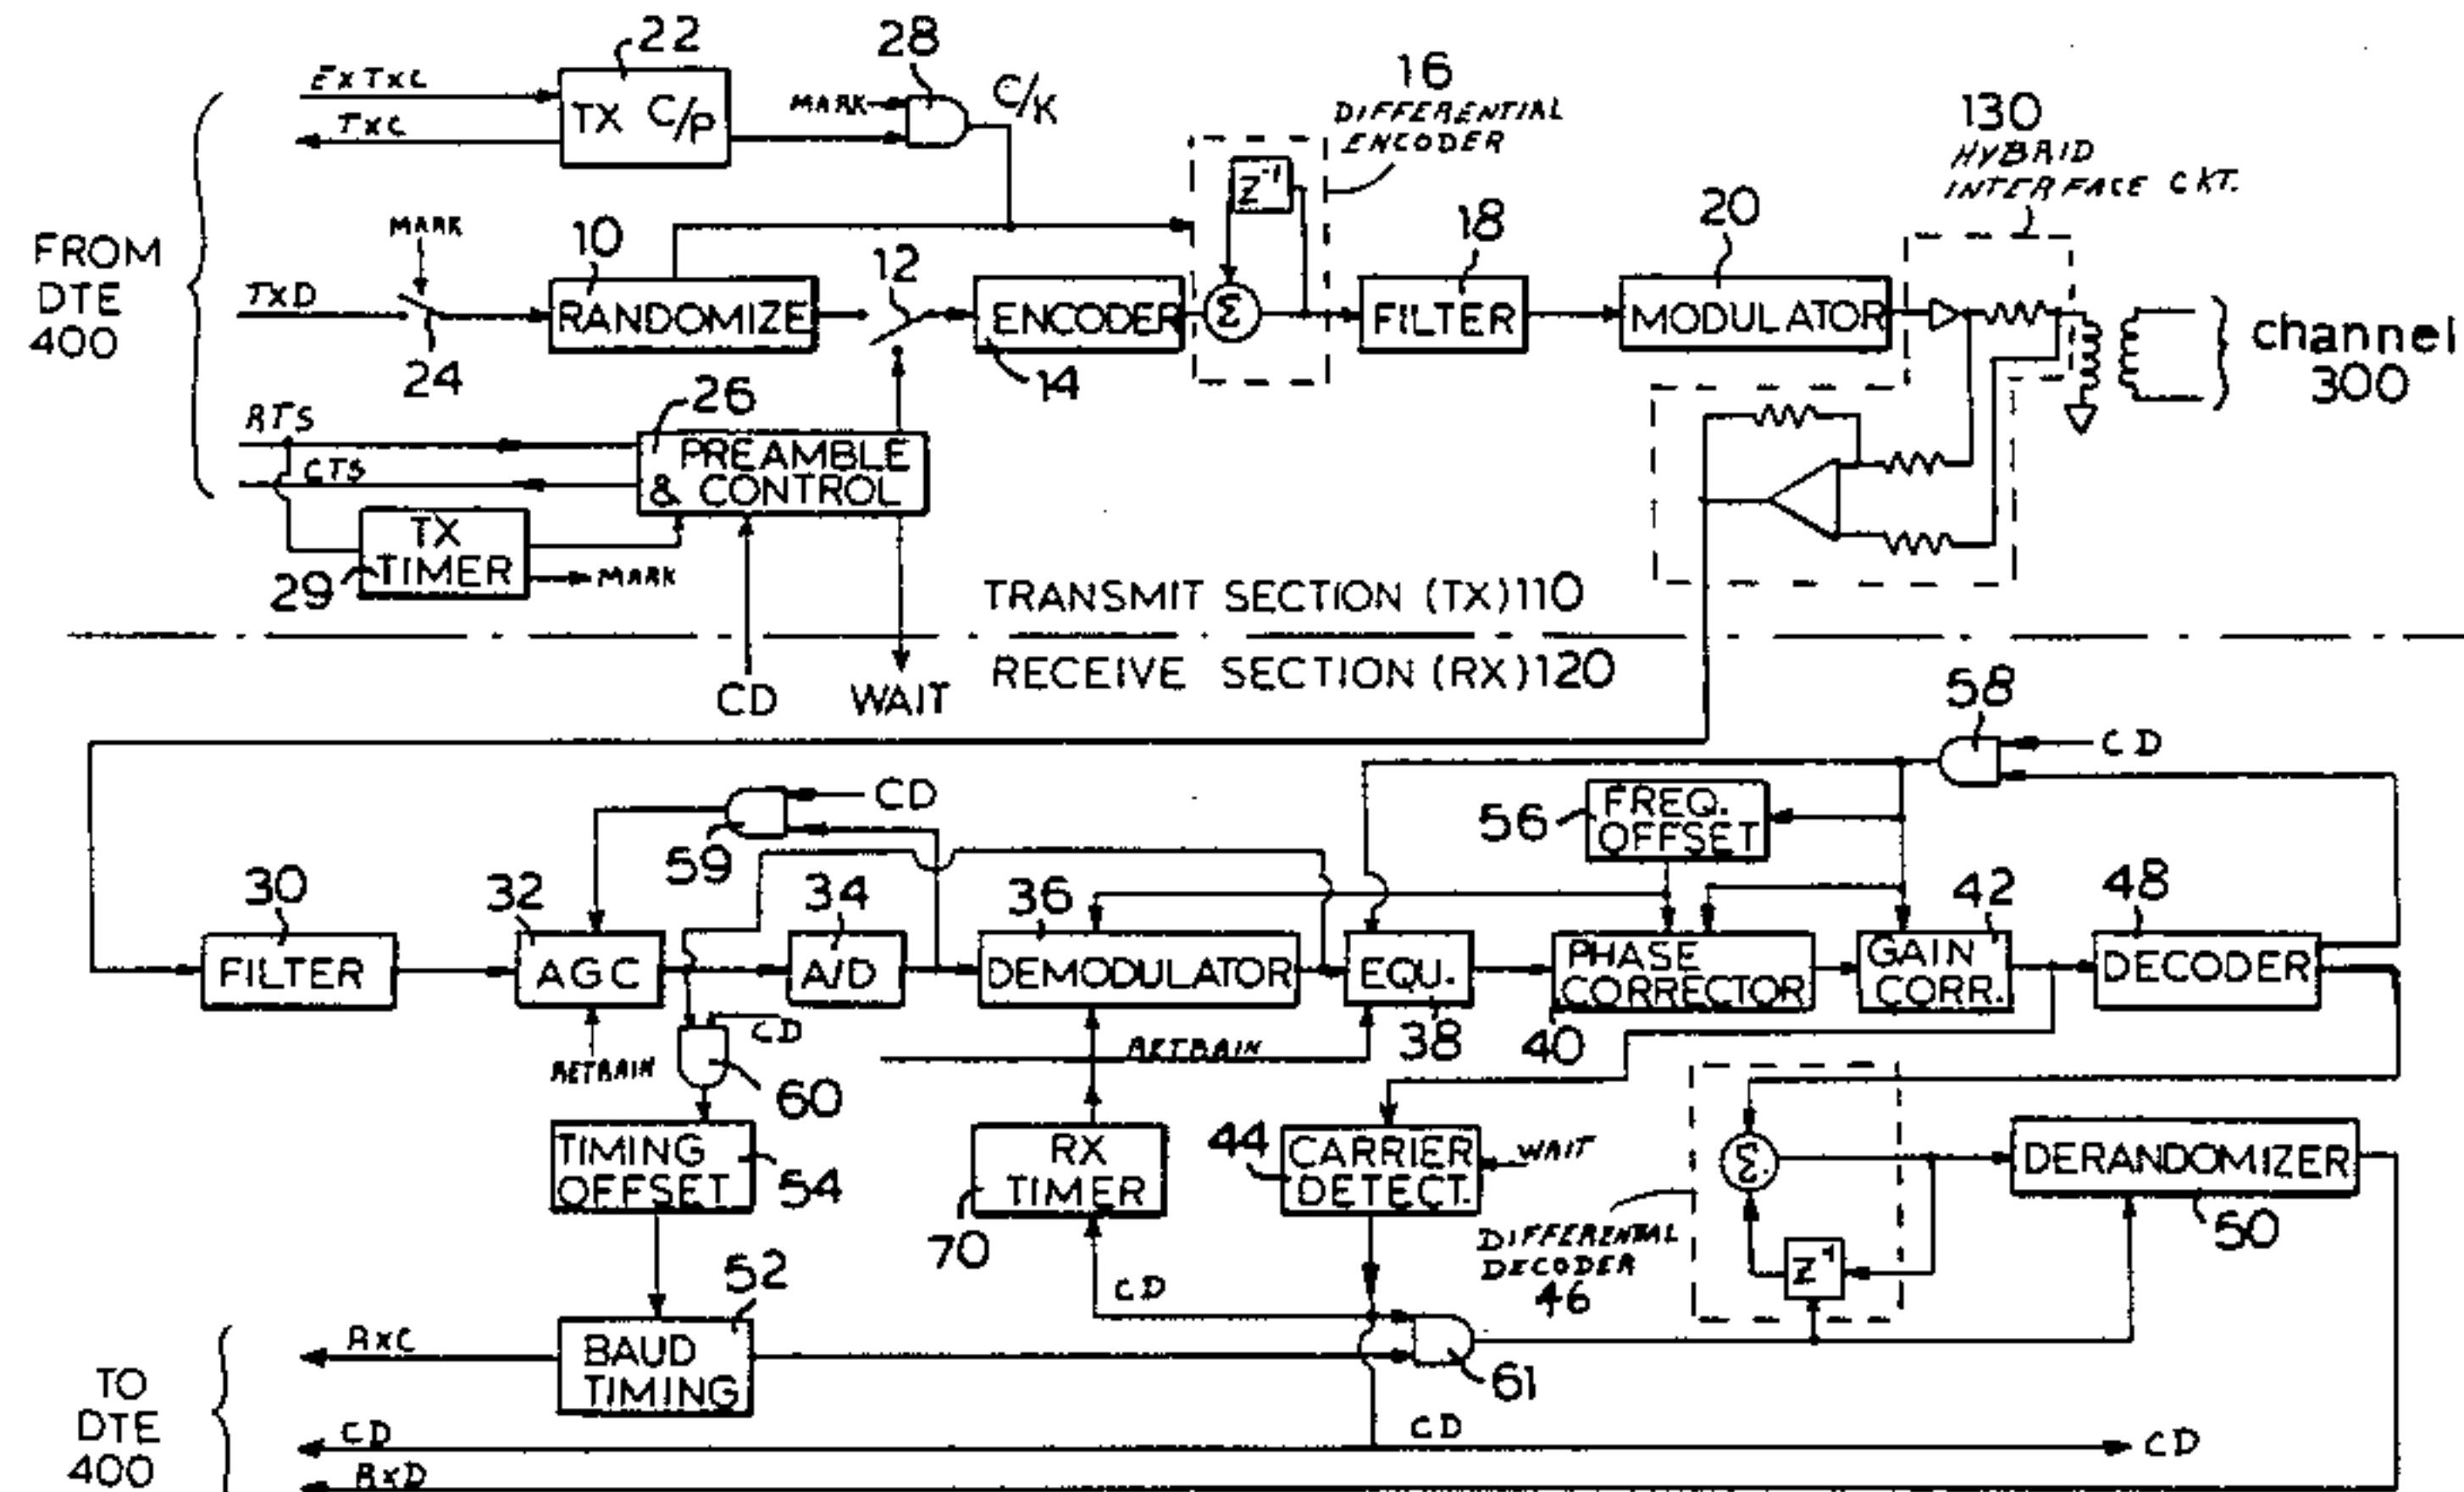 22
28
16
DIFFERENTIAL
ENCODER
130
HYBRID
INTERFACE CKT.
EXTXC
TXC
TX C/P
MARK
C/K
Z⁻¹
FROM
DTE
400
MARK
10
12
18
20
TXD
RANDOMIZE
ENCODER
Σ
FILTER
MODULATOR
channel
300
24
14
26
RTS
CTS
PREAMBLE
& CONTROL
TX
TIMER
29
MARK
TRANSMIT SECTION (TX)110
RECEIVE SECTION (RX)120
CD
WAIT
58
CD
CD
59
56
FREQ.
OFFSET
30
32
34
36
42
48
FILTER
AGC
A/D
DEMODULATOR
EQU.
PHASE
CORRECTOR
GAIN
CORR.
DECODER
CD
RETRAIN
RETRAIN
38
40
60
TIMING
OFFSET
54
RX
TIMER
70
44
CARRIER
DETECT.
WAIT
Σ
DERANDOMIZER
50
DIFFERENTIAL
DECODER
46
Z⁻¹
52
CD
RXC
BAUD
TIMING
61
TO
DTE
400
CD
CD
CD
RXD